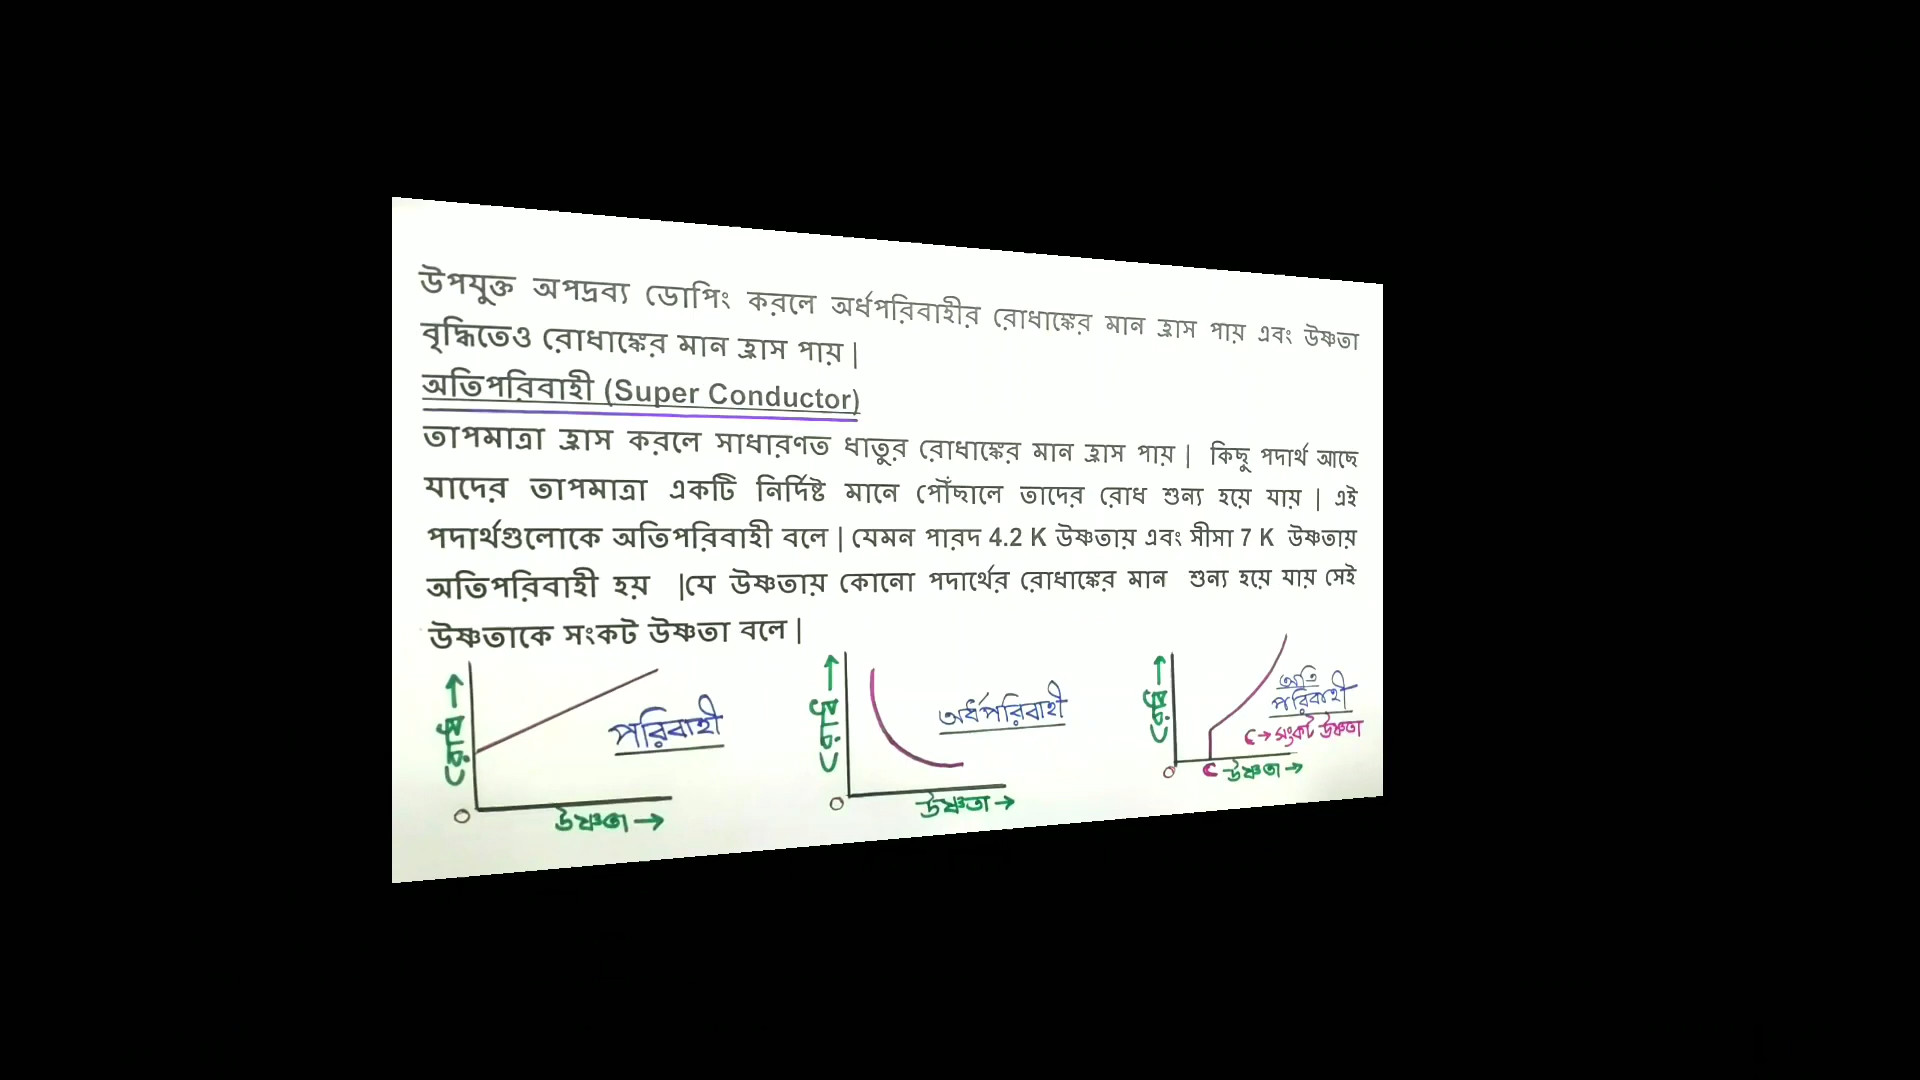 উপযুক্ত অপদ্রব্য ডোপিং করলে অর্ধপরিবাহীর রোধাঙ্কের মান হ্রাস পায় এবং উষ্ণতা
বৃদ্ধিতেও রোধাঙ্কের মান হ্রাস পায় |
অতিপরিবাহী (Super Conductor)
তাপমাত্রা হ্রাস করলে সাধারণত ধাতুর রোধাঙ্কের মান হ্রাস পায় | কিছু পদার্থ আছে
যাদের তাপমাত্রা একটি নির্দিষ্ট মানে পৌঁছালে তাদের রোধ শুন্য হয়ে যায় | এই
পদার্থগুলোকে অতিপরিবাহী বলে | যেমন পারদ 4.2 K উষ্ণতায় এবং সীসা 7 K উষ্ণতায়
অতিপরিবাহী হয় |যে উষ্ণতায় কোনো পদার্থের রোধাঙ্কের মান শুন্য হয়ে যায় সেই
উষ্ণতাকে সংকট উষ্ণতা বলে |
রোধাঙ্ক →
পরিবাহী
O
উষ্ণতা →
রোধাঙ্ক →
অর্ধপরিবাহী
O
উষ্ণতা →
রোধাঙ্ক →
অতি
পরিবাহী
C → সংকট উষ্ণতা
O
C উষ্ণতা →